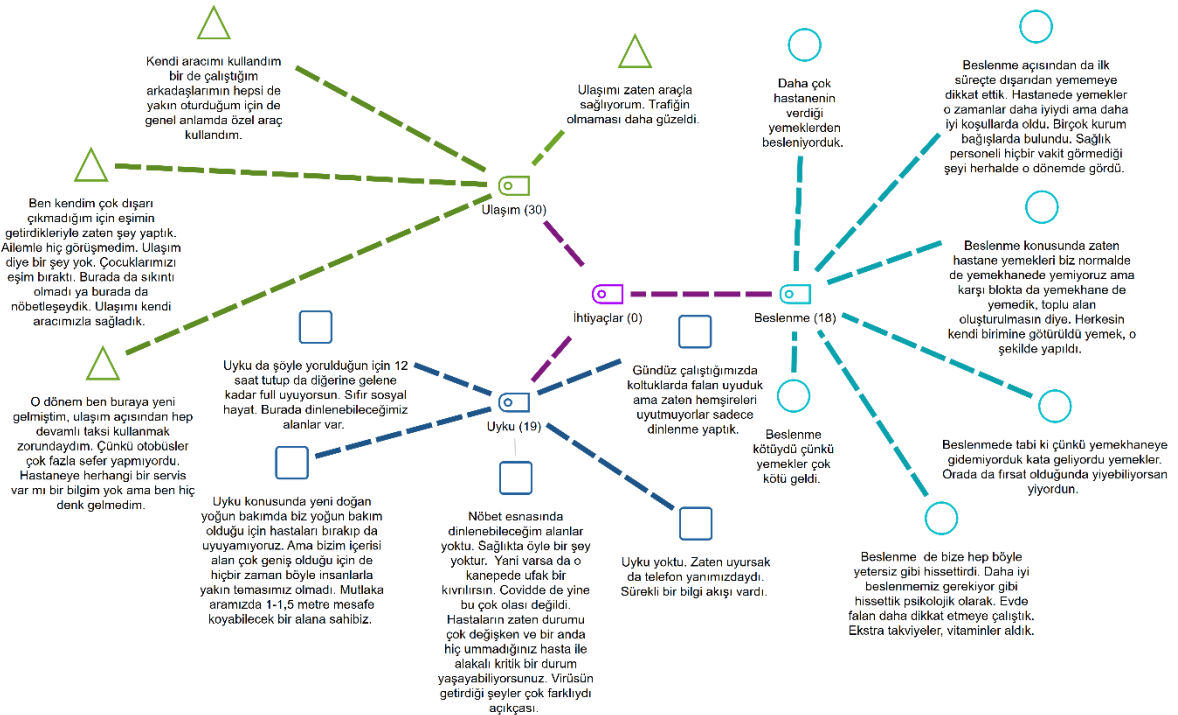 Kendi aracımı kullandım
bir de çalıştığım
arkadaşlarımın hepsi de
yakın oturduğum için de
genel anlamda özel araç
kullandım.
Ulaşımı zaten araçla
sağlıyorum. Trafiğin
olmaması daha güzeldi.
Ben kendim çok dışarı
çıkmadığım için eşimin
getirdikleriyle zaten şey yaptık.
Ailemle hiç görüşmedim. Ulaşım
diye bir şey yok. Çocuklarımızı
eşim bıraktı. Burada da sıkıntı
olmadı ya burada da
nöbetleşeydik. Ulaşımı kendi
aracımızla sağladık.
O dönem ben buraya yeni
gelmiştim, ulaşım açısından hep
devamlı taksi kullanmak
zorundaydım. Çünkü otobüsler
çok fazla sefer yapmıyordu.
Hastaneye herhangi bir servis
var mı bir bilgim yok ama ben hiç
denk gelmedim.
Ulaşım (30)
İhtiyaçlar (0)
Beslenme (18)
Uyku (19)
Daha çok
hastanenin
verdiği
yemeklerden
besleniyorduk.
Beslenme açısından da ilk
süreçte dışarıdan yememeye
dikkat ettik. Hastanede yemekler
o zamanlar daha iyiydi ama daha
iyi koşullarda oldu. Birçok kurum
bağışlarda bulundu. Sağlık
personeli hiçbir vakit görmediği
şeyi herhalde o dönemde gördü.
Beslenme konusunda zaten
hastane yemekleri biz normalde
de yemekhanede yemiyoruz ama
karşı blokta da yemekhane de
yemedik, toplu alan
oluşturulmasın diye. Herkesin
kendi birimine götürüldü yemek, o
şekilde yapıldı.
Beslenmede tabi ki çünkü yemekhaneye
gidemiyorduk kata geliyordu yemekler.
Orada da fırsat olduğunda yiyebiliyorsan
yiyordun.
Beslenme de bize hep böyle
yetersiz gibi hissettirdi. Daha iyi
beslenmemiz gerekiyor gibi
hissettik psikolojik olarak. Evde
falan daha dikkat etmeye çalıştık.
Ekstra takviyeler, vitaminler aldık.
Beslenme
kötüydü çünkü
yemekler çok
kötü geldi.
Uyku da şöyle yorulduğun için 12
saat tutup da diğerine gelene
kadar full uyuyorsun. Sıfır sosyal
hayat. Burada dinlenebileceğimiz
alanlar var.
Gündüz çalıştığımızda
koltuklarda falan uyuduk
ama zaten hemşireleri
uyutmuyorlar sadece
dinlenme yaptık.
Uyku konusunda yeni doğan
yoğun bakımda biz yoğun bakım
olduğu için hastaları bırakıp da
uyuyamıyoruz. Ama bizim içerisi
alan çok geniş olduğu için de
hiçbir zaman böyle insanlarla
yakın temasımız olmadı. Mutlaka
aramızda 1-1,5 metre mesafe
koyabilecek bir alana sahibiz.
Nöbet esnasında
dinlenebileceğim alanlar
yoktu. Sağlıkta öyle bir şey
yoktur. Yani varsa da o
kanepede ufak bir
kıvrılırsın. Covidde de yine
bu çok olası değildi.
Hastaların zaten durumu
çok değişken ve bir anda
hiç ummadığınız hasta ile
alakalı kritik bir durum
yaşayabiliyorsunuz. Virüsün
getirdiği şeyler çok farklıydı
açıkçası.
Uyku yoktu. Zaten uyursak
da telefon yanımızdaydı.
Sürekli bir bilgi akışı vardı.